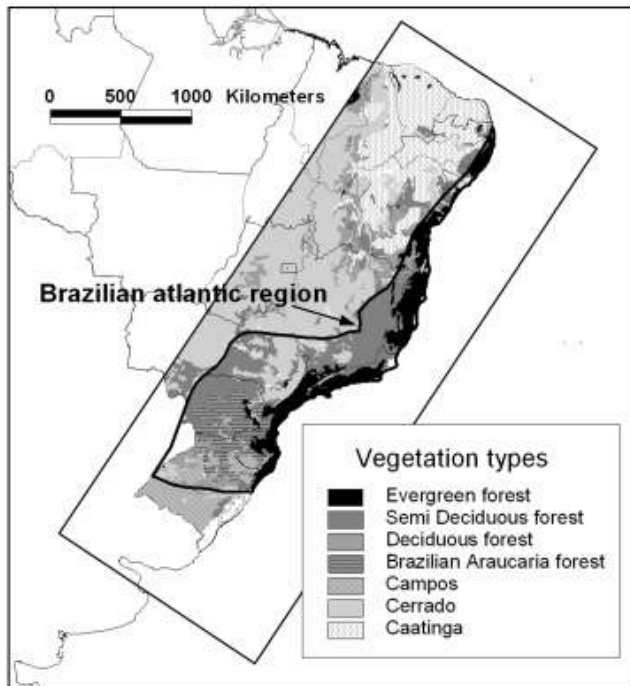 0 500 1000 Kilometers
Brazilian atlantic region
Vegetation types
Evergreen forest
Semi Deciduous forest
Deciduous forest
Brazilian Araucaria forest
Campos
Cerrado
Caatinga